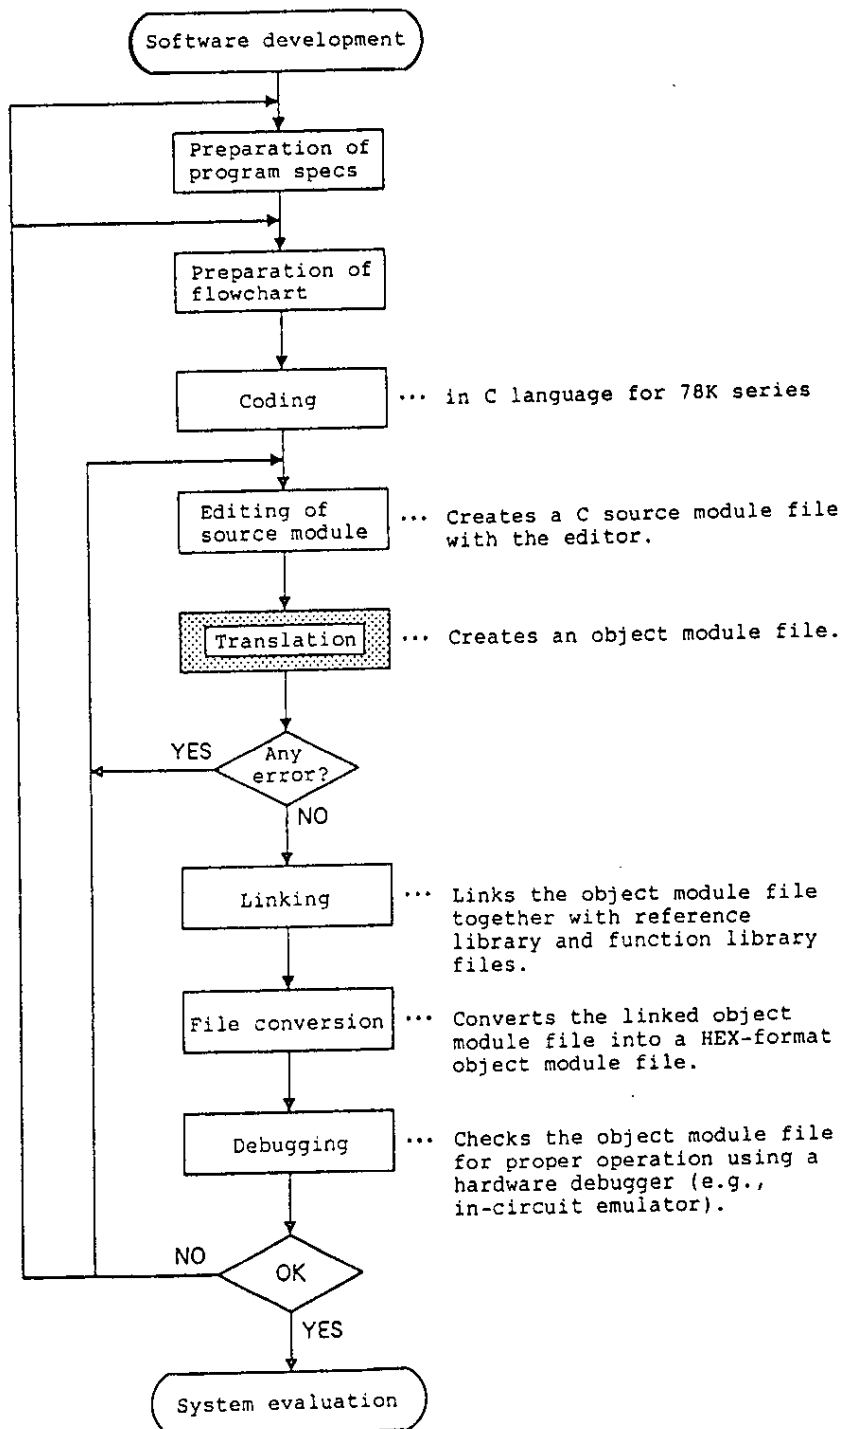 Software development
Preparation of
program specs
Preparation of
flowchart
Coding
... in C language for 78K series
Editing of
source module
... Creates a C source module file
with the editor.
Translation
... Creates an object module file.
YES
Any
error?
NO
Linking
... Links the object module file
together with reference
library and function library
files.
File conversion
... Converts the linked object
module file into a HEX-format
object module file.
Debugging
... Checks the object module file
for proper operation using a
hardware debugger (e.g.,
in-circuit emulator).
NO
OK
YES
System evaluation